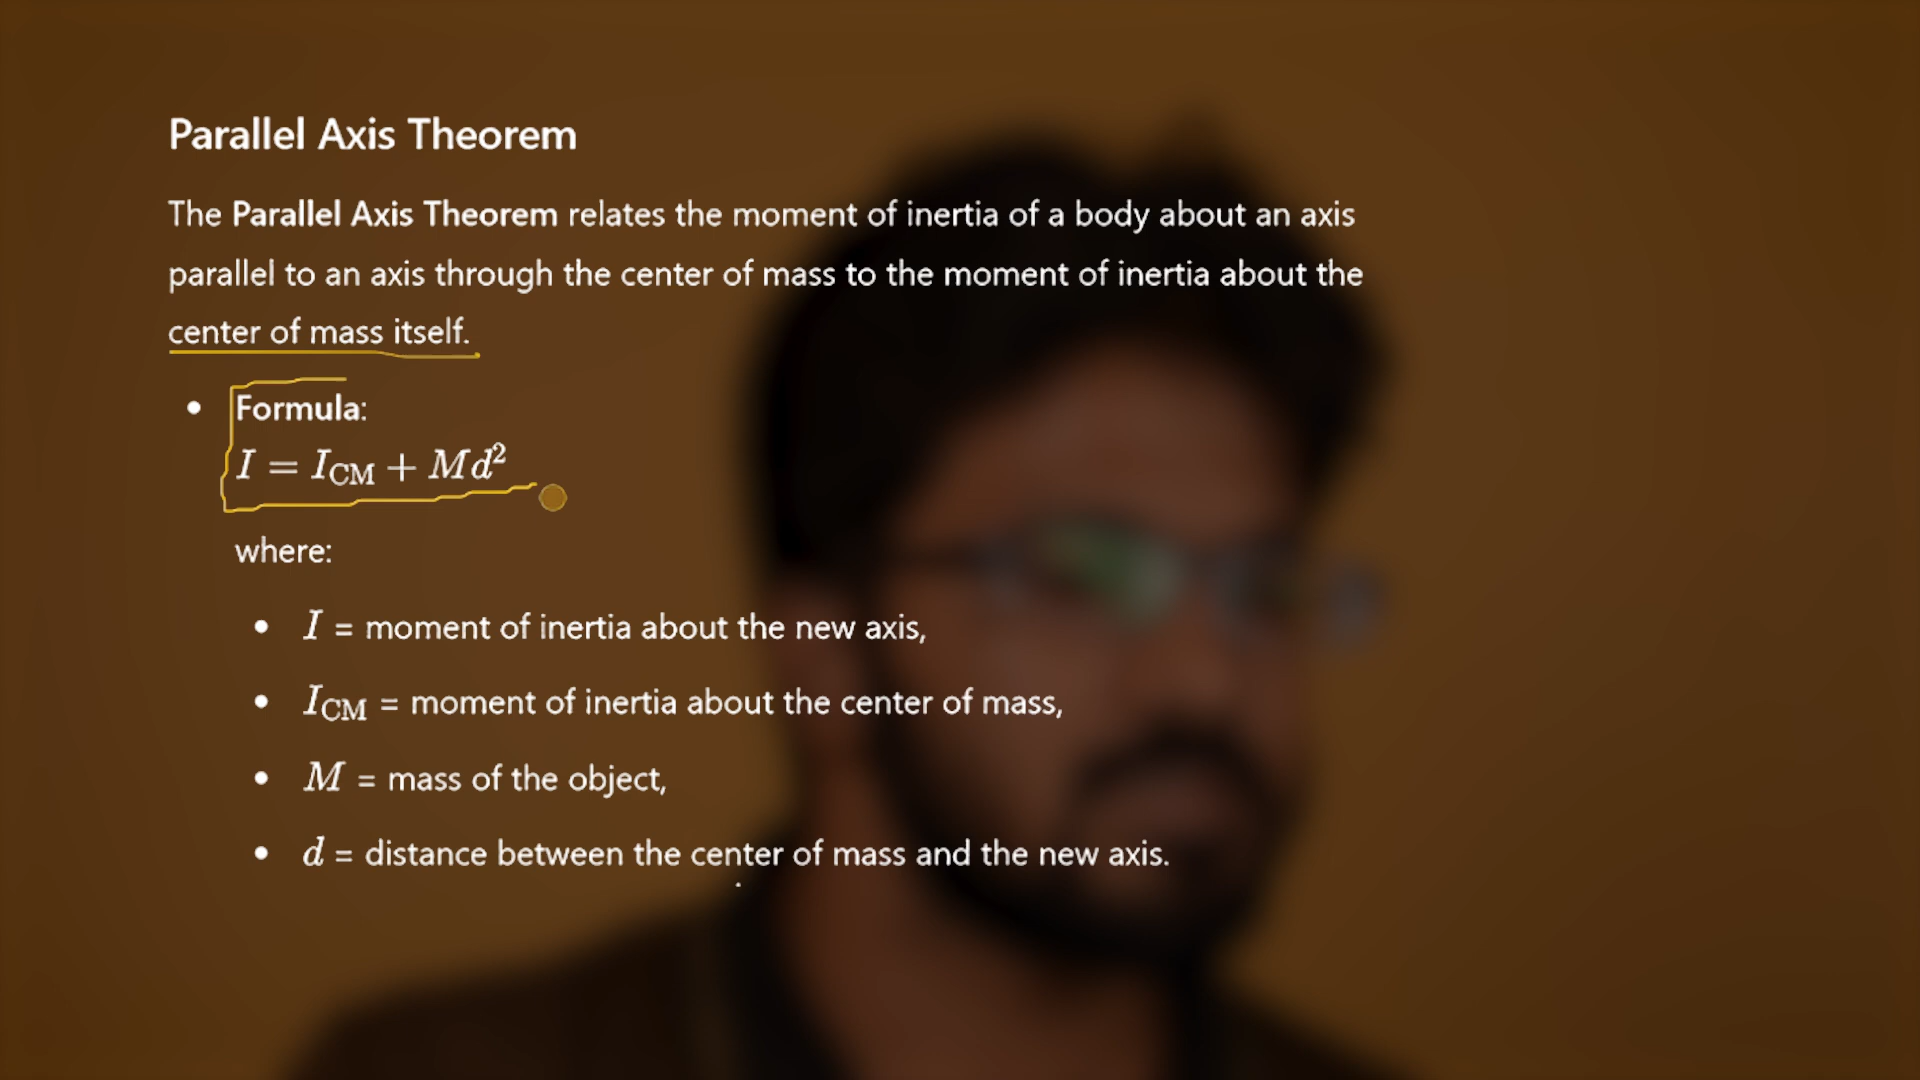 Parallel Axis Theorem
The Parallel Axis Theorem relates the moment of inertia of a body about an axis
parallel to an axis through the center of mass to the moment of inertia about the
center of mass itself.
• Formula:
I = I_CM + Md²
where:
• I = moment of inertia about the new axis,
• I_CM = moment of inertia about the center of mass,
• M = mass of the object,
• d = distance between the center of mass and the new axis.